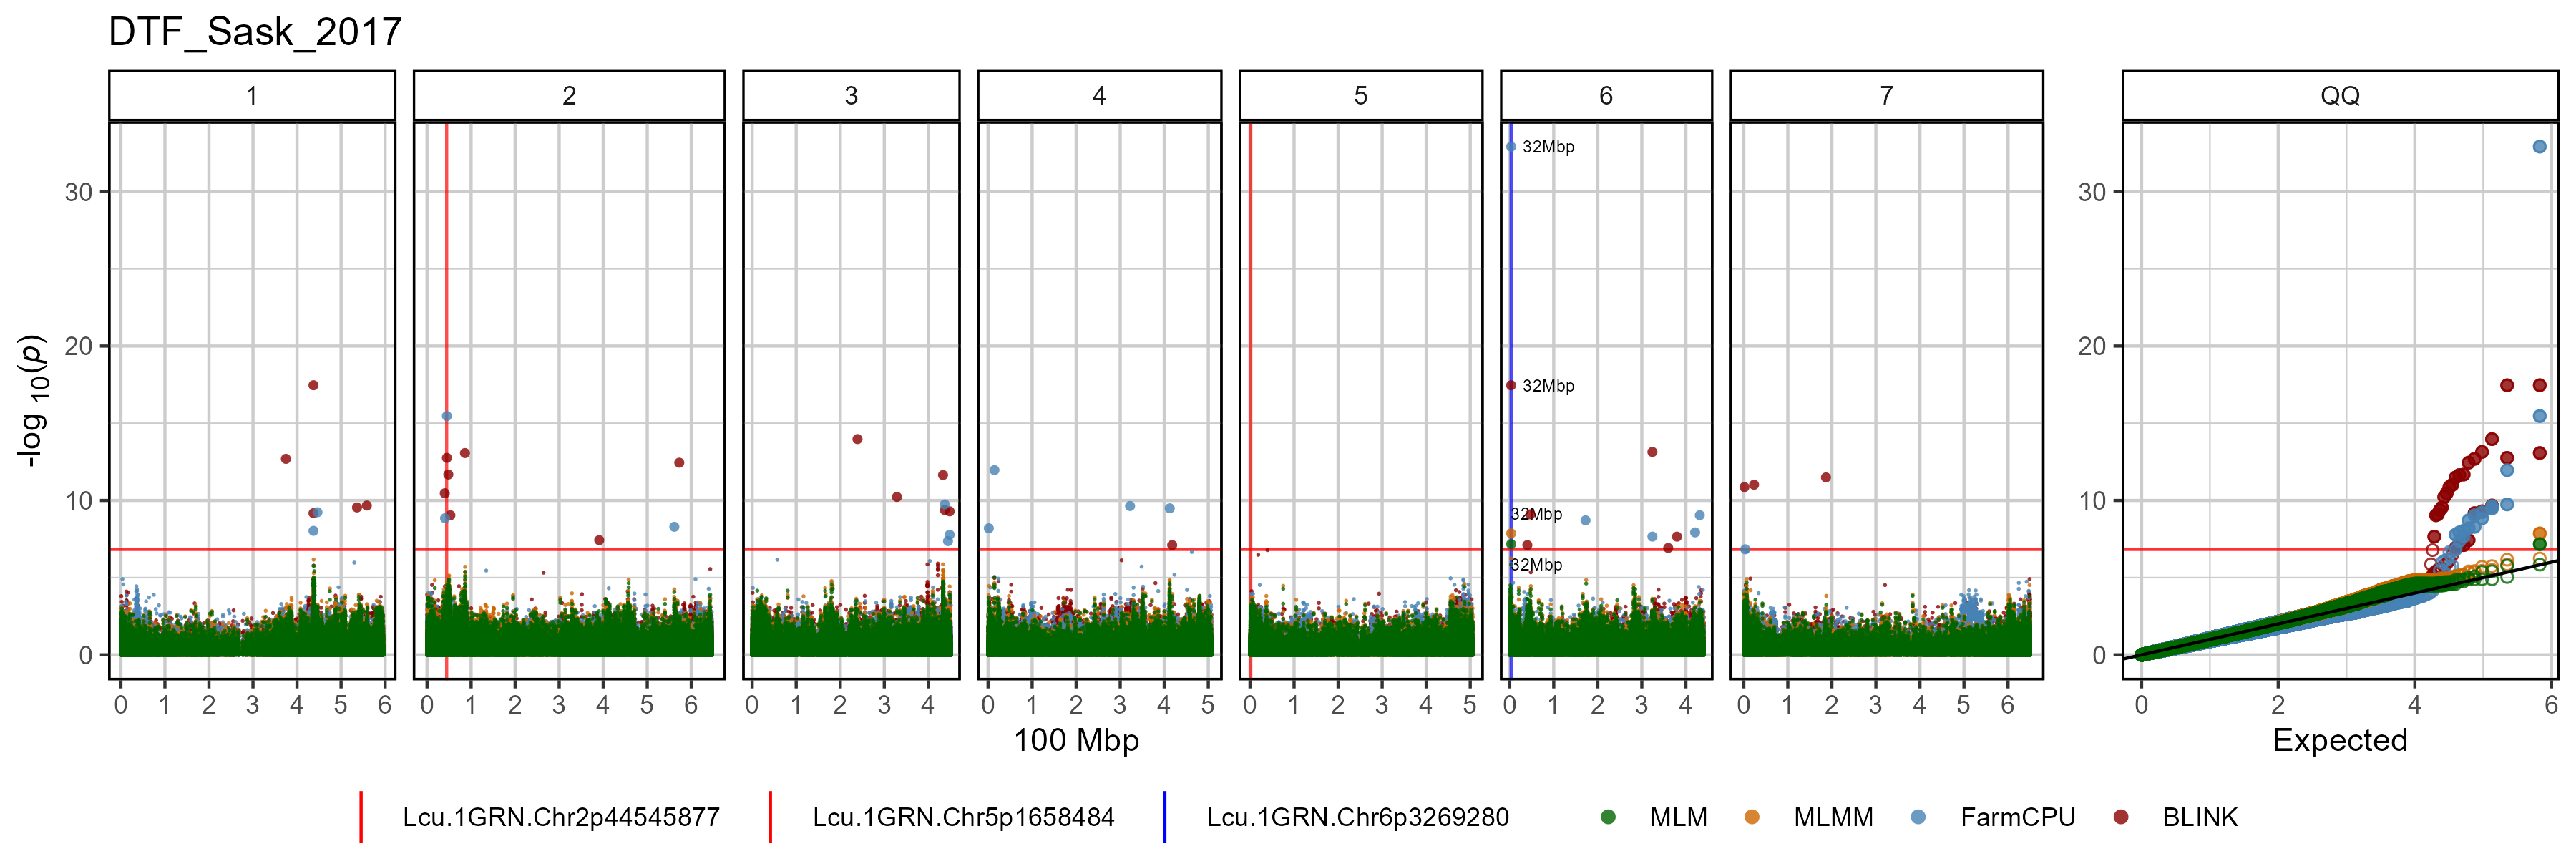 DTF_Sask_2017
1 2 3 4 5 6 7 QQ
-log 10(p)
30
20
10
0
32Mbp
32Mbp
32Mbp
32Mbp
30
20
10
0
0 1 2 3 4 5 6
0 1 2 3 4 5 6
0 1 2 3 4
0 1 2 3 4 5
0 1 2 3 4 5
0 1 2 3 4
0 1 2 3 4 5 6
0 2 4 6
100 Mbp
Expected
Lcu.1GRN.Chr2p44545877 Lcu.1GRN.Chr5p1658484 Lcu.1GRN.Chr6p3269280 MLM MLMM FarmCPU BLINK